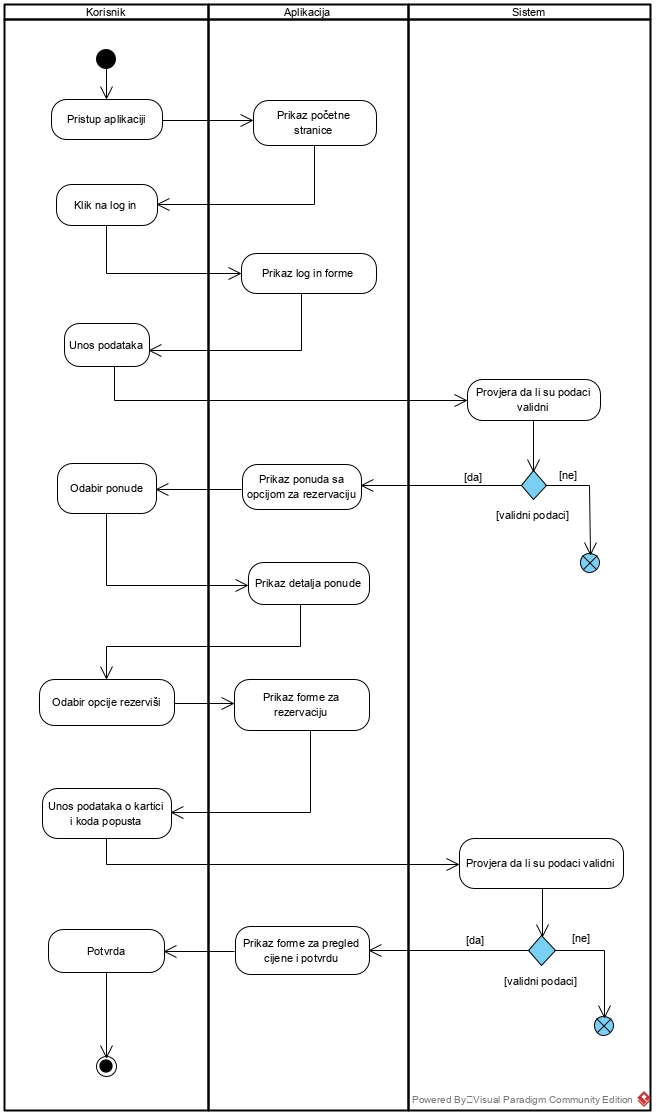 Korisnik
Aplikacija
Sistem
Pristup aplikaciji
Prikaz početne
stranice
Klik na log in
Prikaz log in forme
Unos podataka
Provjera da li su podaci
validni
Odabir ponude
Prikaz ponuda sa
opcijom za rezervaciju
[da]
[ne]
[validni podaci]
Prikaz detalja ponude
Odabir opcije rezerviši
Prikaz forme za
rezervaciju
Unos podataka o kartici
i koda popusta
Provjera da li su podaci validni
Potvrda
Prikaz forme za pregled
cijene i potvrdu
[da]
[ne]
[validni podaci]
Powered By Visual Paradigm Community Edition